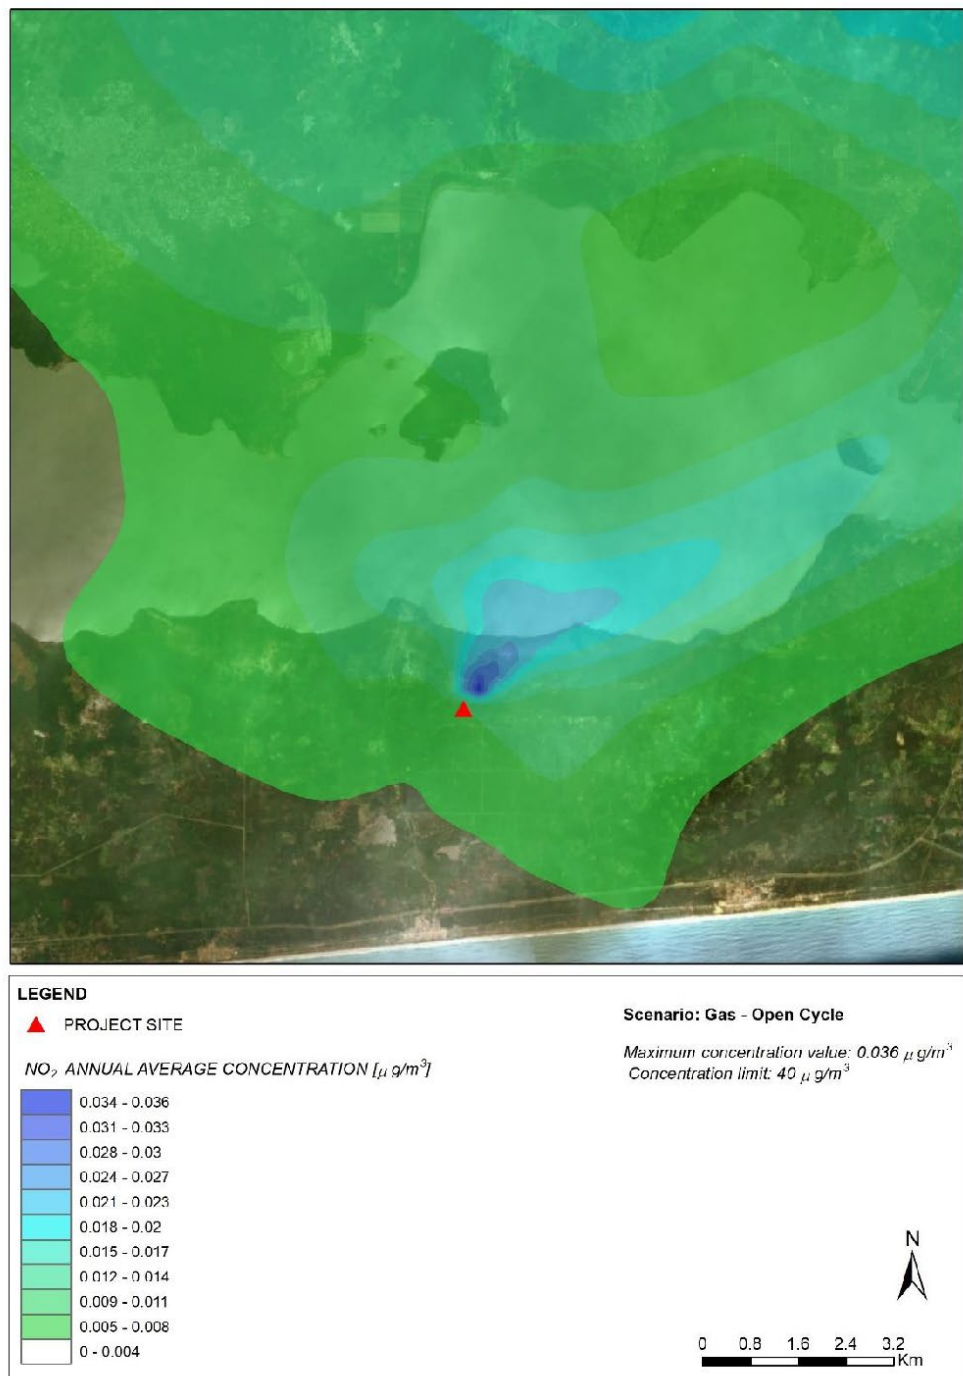 LEGEND
PROJECT SITE
NO₂ ANNUAL AVERAGE CONCENTRATION [μ g/m³]
0.034 - 0.036
0.031 - 0.033
0.028 - 0.03
0.024 - 0.027
0.021 - 0.023
0.018 - 0.02
0.015 - 0.017
0.012 - 0.014
0.009 - 0.011
0.005 - 0.008
0 - 0.004
Scenario: Gas - Open Cycle
Maximum concentration value: 0.036 μ g/m³
Concentration limit: 40 μ g/m³
N
0 0.8 1.6 2.4 3.2
Km